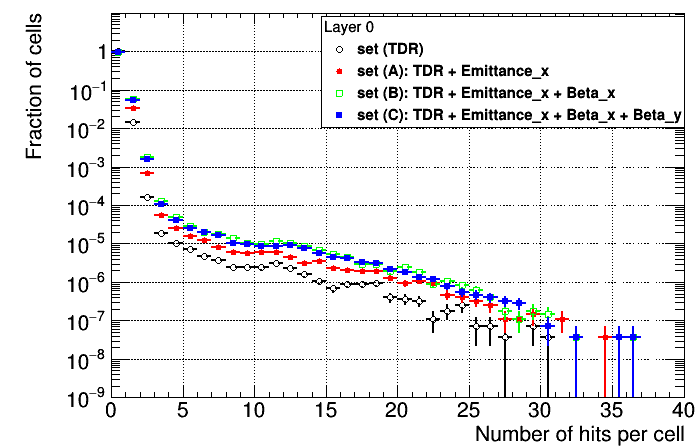 Fraction of cells
Layer 0
set (TDR)
set (A): TDR + Emittance_x
set (B): TDR + Emittance_x + Beta_x
set (C): TDR + Emittance_x + Beta_x + Beta_y
1
10⁻¹
10⁻²
10⁻³
10⁻⁴
10⁻⁵
10⁻⁶
10⁻⁷
10⁻⁸
10⁻⁹
0 5 10 15 20 25 30 35 40
Number of hits per cell